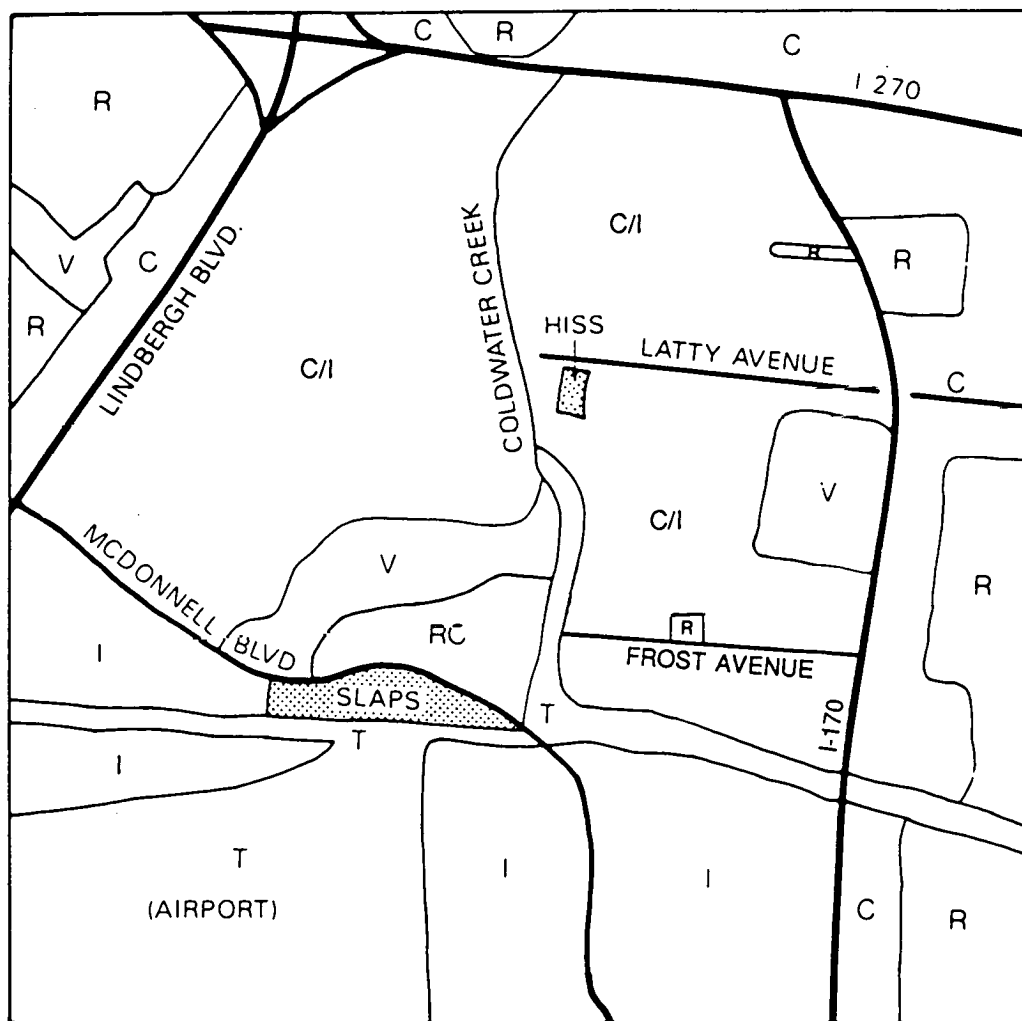 C
R
C
I 270
R
C/I
COLDWATER CREEK
LINDBERGH BLVD.
R
R
V
C
R
HISS
LATTY AVENUE
C/I
C
V
C/I
MCDONNELL BLVD
V
R
RC
R
FROST AVENUE
I
SLAPS
T
I-170
T
I
T
(AIRPORT)
I
I
C
R